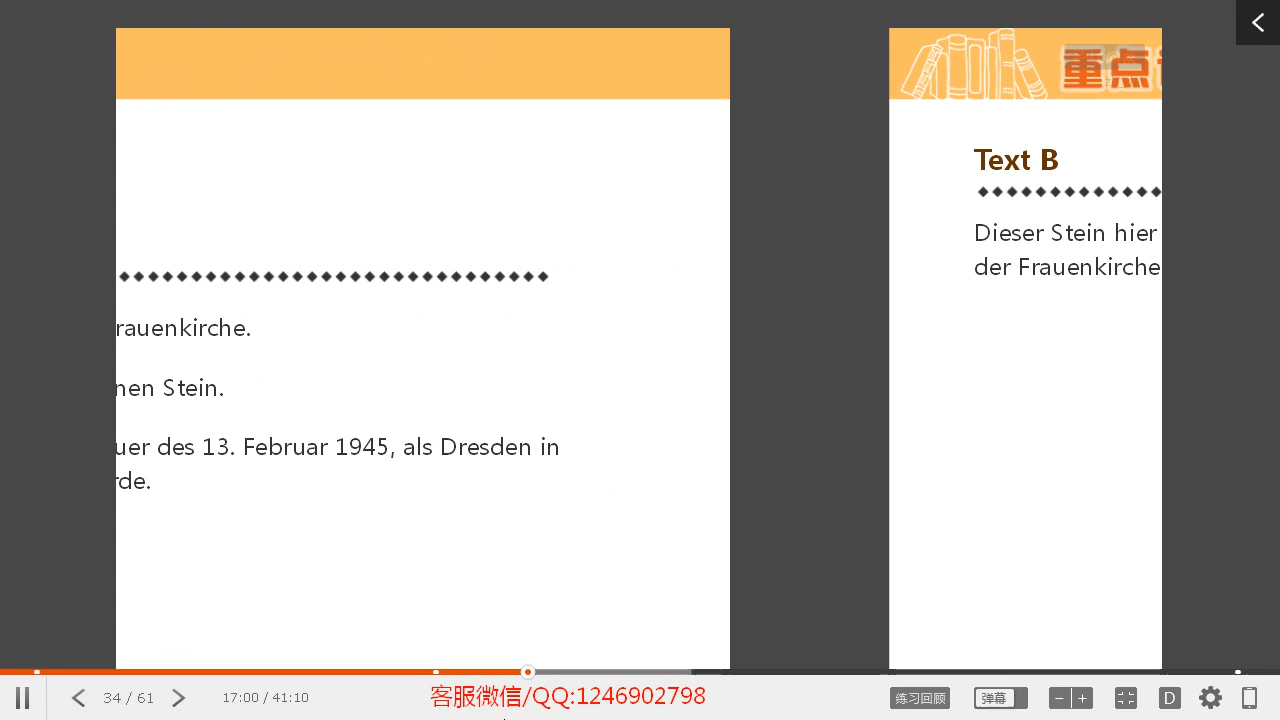 rauenkirche.
nen Stein.
uer des 13. Februar 1945, als Dresden in
rde.
重点
Text B
Dieser Stein hier
der Frauenkirche
34 / 61
17:00 / 41:10
客服微信/QQ:1246902798
练习回顾
弹幕
D